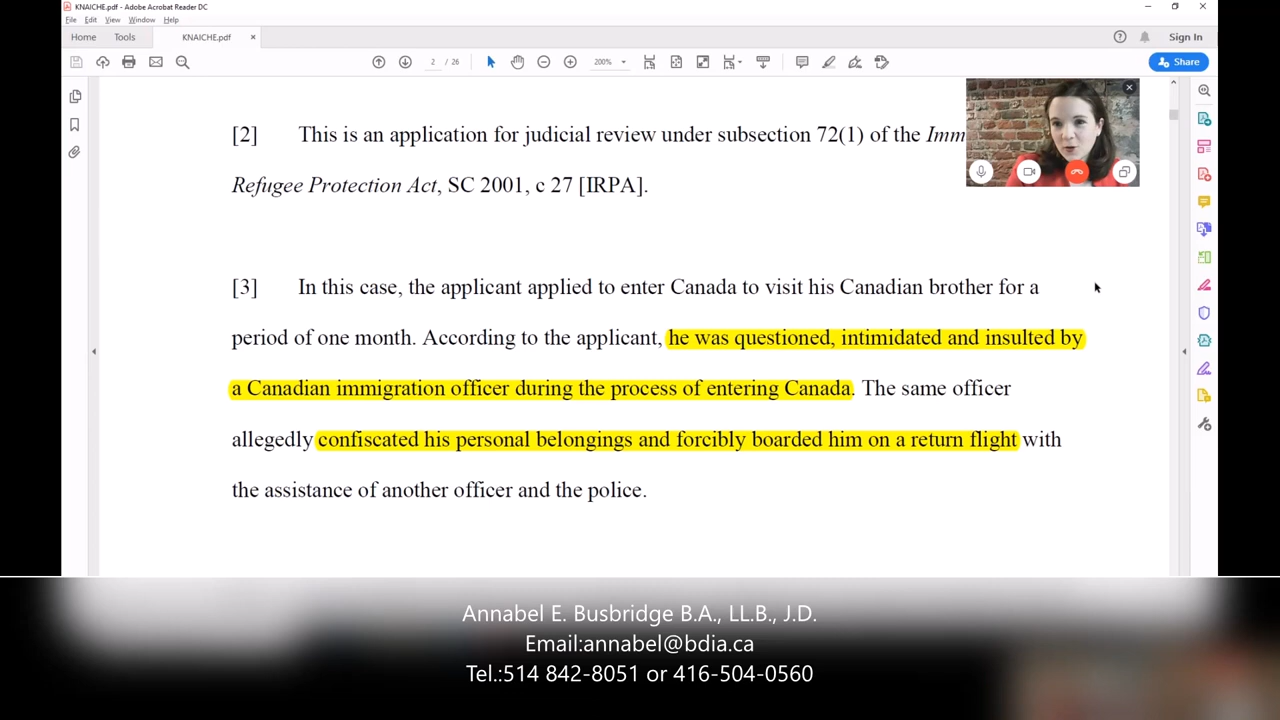 KNAICHE.pdf - Adobe Acrobat Reader DC
File Edit View Window Help
Home Tools KNAICHE.pdf × Sign In
2 / 26 200% Share
[2] This is an application for judicial review under subsection 72(1) of the Imm
Refugee Protection Act, SC 2001, c 27 [IRPA].
[3] In this case, the applicant applied to enter Canada to visit his Canadian brother for a
period of one month. According to the applicant, he was questioned, intimidated and insulted by
a Canadian immigration officer during the process of entering Canada. The same officer
allegedly confiscated his personal belongings and forcibly boarded him on a return flight with
the assistance of another officer and the police.
Annabel E. Busbridge B.A., LL.B., J.D.
Email:annabel@bdia.ca
Tel.:514 842-8051 or 416-504-0560